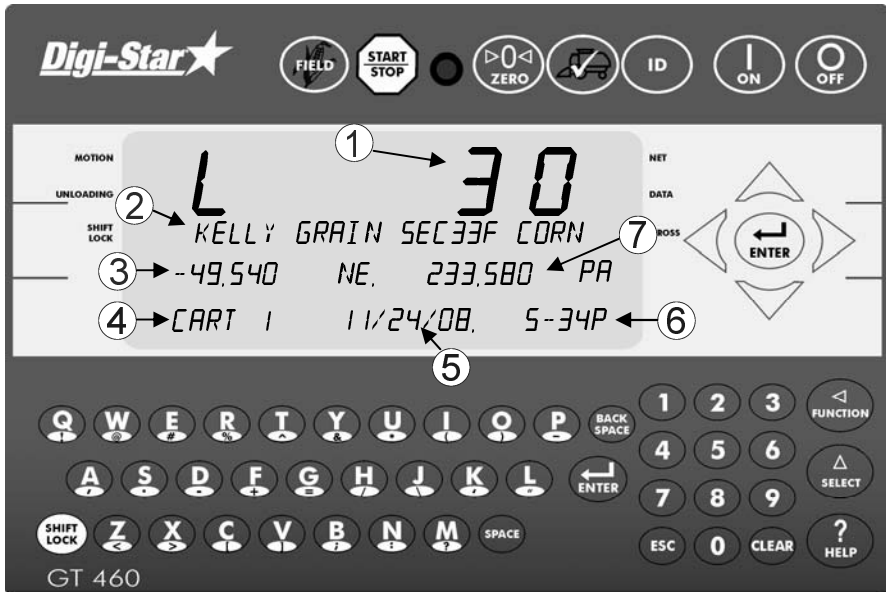 Digi-Star
FIELD
START
STOP
▷0◁
ZERO
ID
ON
OFF
MOTION
UNLOADING
SHIFT
LOCK
NET
DATA
L 30
KELLY GRAIN SEC33F CORN
-49,540 NE, 233,580 PA
CART 1 11/24/08, 5-34P
1
2
3
4
5
6
7
ENTER
Q W E R T Y U I O P BACK SPACE
! @ # % ^ & * ( ) -
A S D F G H J K L ENTER
SHIFT LOCK Z X C V B N M SPACE
< > ; : ?
1 2 3 FUNCTION
4 5 6 SELECT
7 8 9
ESC 0 CLEAR ? HELP
GT 460